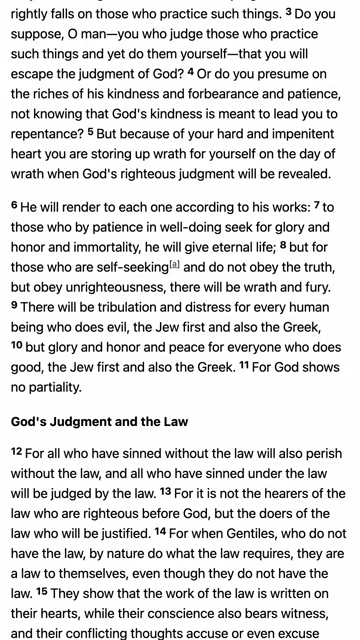 rightly falls on those who practice such things. 3 Do you
suppose, O man—you who judge those who practice
such things and yet do them yourself—that you will
escape the judgment of God? 4 Or do you presume on
the riches of his kindness and forbearance and patience,
not knowing that God's kindness is meant to lead you to
repentance? 5 But because of your hard and impenitent
heart you are storing up wrath for yourself on the day of
wrath when God's righteous judgment will be revealed.
6 He will render to each one according to his works: 7 to
those who by patience in well-doing seek for glory and
honor and immortality, he will give eternal life; 8 but for
those who are self-seeking[a] and do not obey the truth,
but obey unrighteousness, there will be wrath and fury.
9 There will be tribulation and distress for every human
being who does evil, the Jew first and also the Greek,
10 but glory and honor and peace for everyone who does
good, the Jew first and also the Greek. 11 For God shows
no partiality.
God's Judgment and the Law
12 For all who have sinned without the law will also perish
without the law, and all who have sinned under the law
will be judged by the law. 13 For it is not the hearers of the
law who are righteous before God, but the doers of the
law who will be justified. 14 For when Gentiles, who do not
have the law, by nature do what the law requires, they are
a law to themselves, even though they do not have the
law. 15 They show that the work of the law is written on
their hearts, while their conscience also bears witness,
and their conflicting thoughts accuse or even excuse